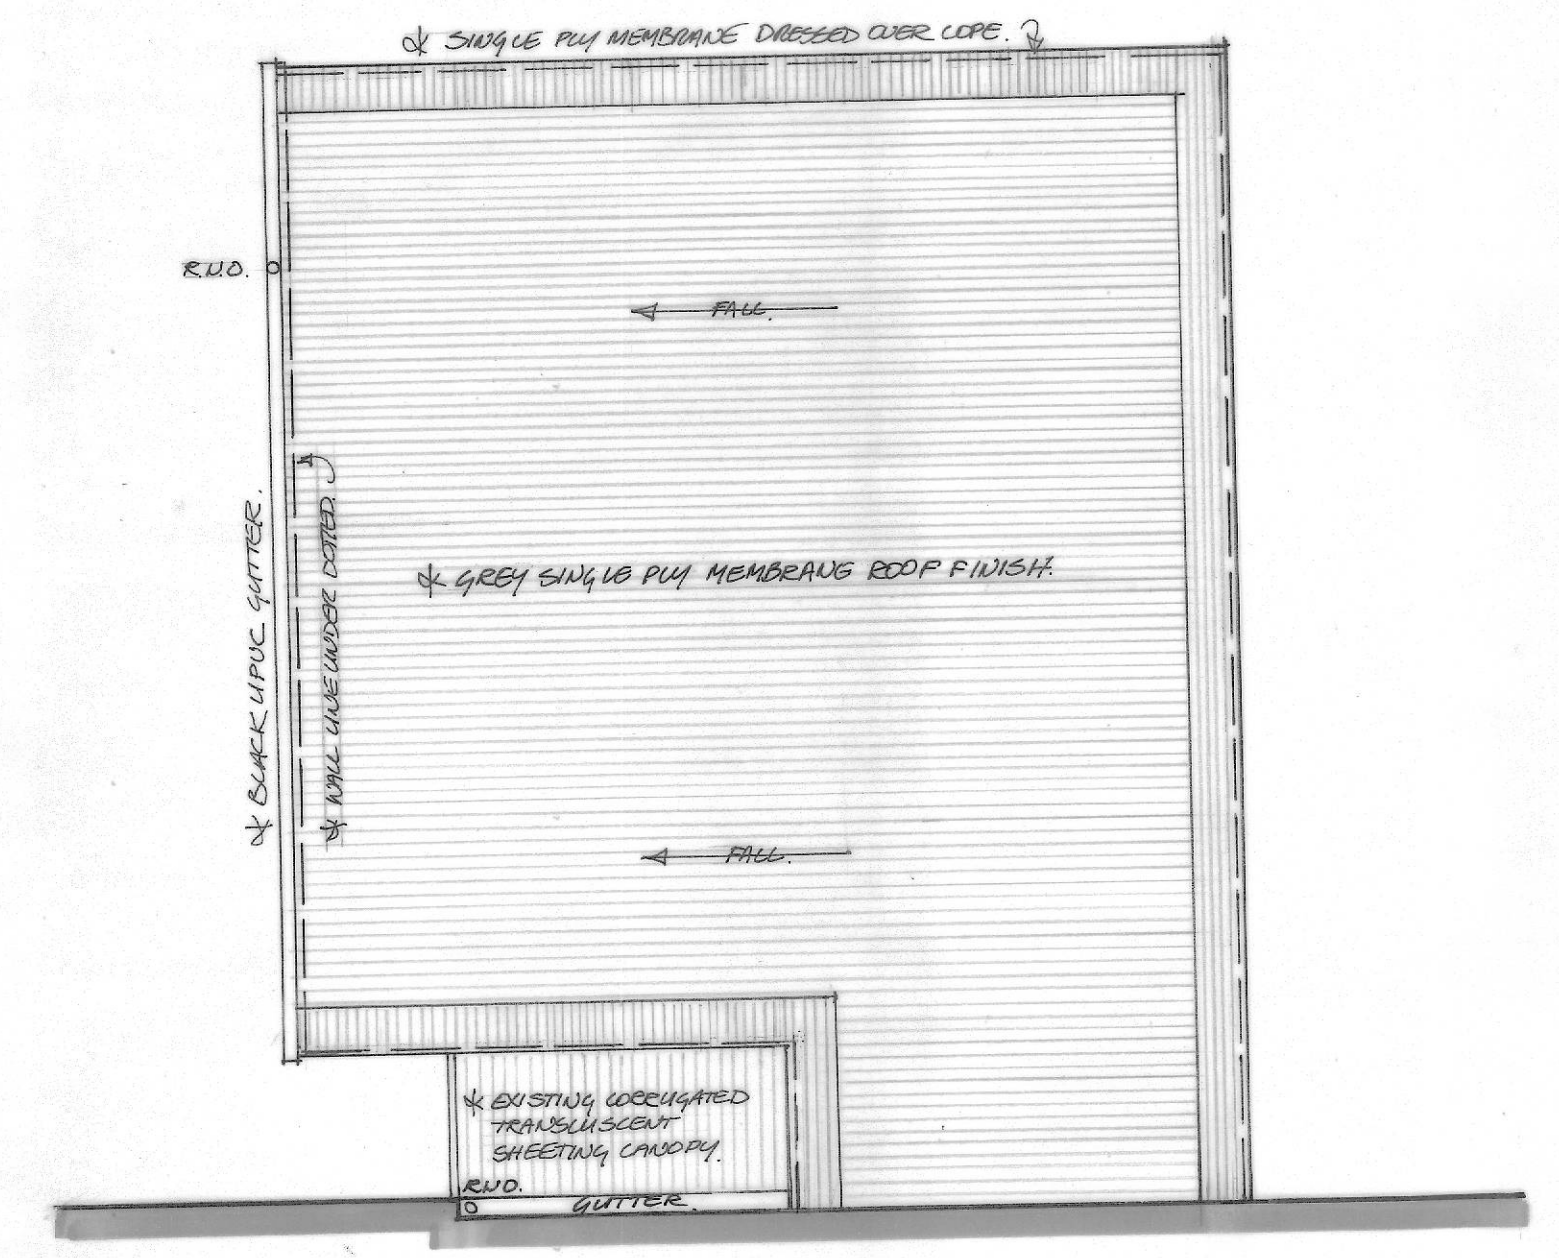 * SINGLE PLY MEMBRANE DRESSED OVER COPE.
R.W.O.
FALL.
* BLACK UPVC GUTTER.
* WALL LINE UNDER DOTTED.
* GREY SINGLE PLY MEMBRANE ROOF FINISH.
FALL.
* EXISTING CORRUGATED
TRANSLUSCENT
SHEETING CANOPY.
R.W.O.
GUTTER.